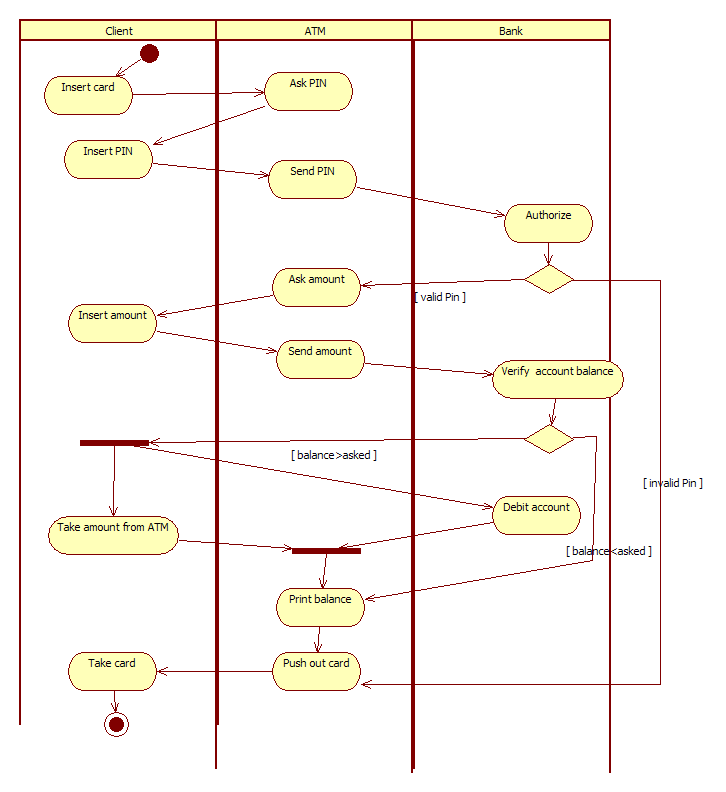 Client
ATM
Bank
Insert card
Ask PIN
Insert PIN
Send PIN
Authorize
Ask amount
[ valid Pin ]
Insert amount
Send amount
Verify  account balance
[ balance>asked ]
[ invalid Pin ]
Take amount from ATM
Debit account
[ balance<asked ]
Print balance
Take card
Push out card